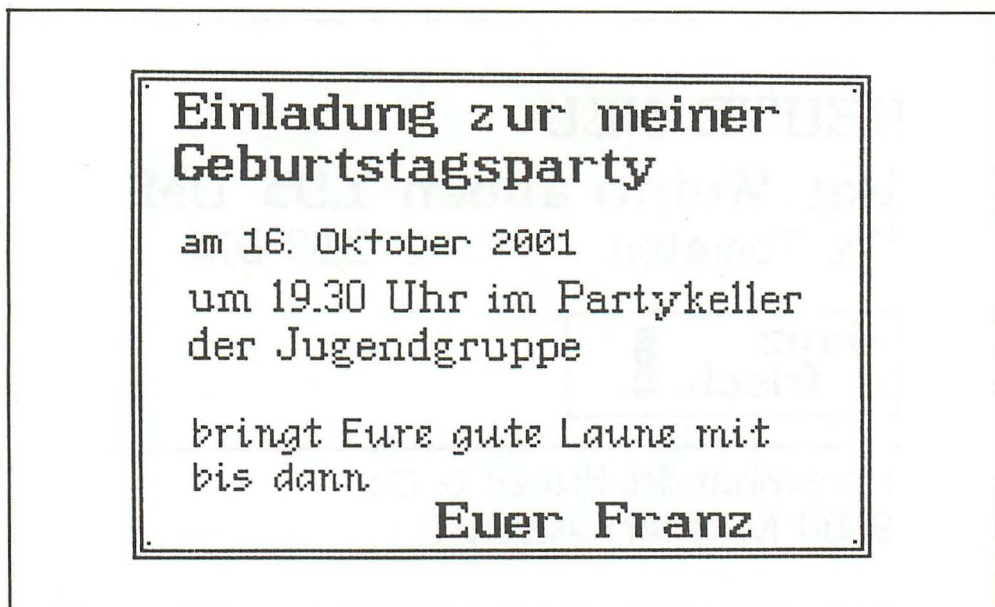 Einladung zur meiner
Geburtstagsparty
am 16. Oktober 2001
um 19.30 Uhr im Partykeller
der Jugendgruppe
bringt Eure gute Laune mit
bis dann
Euer Franz